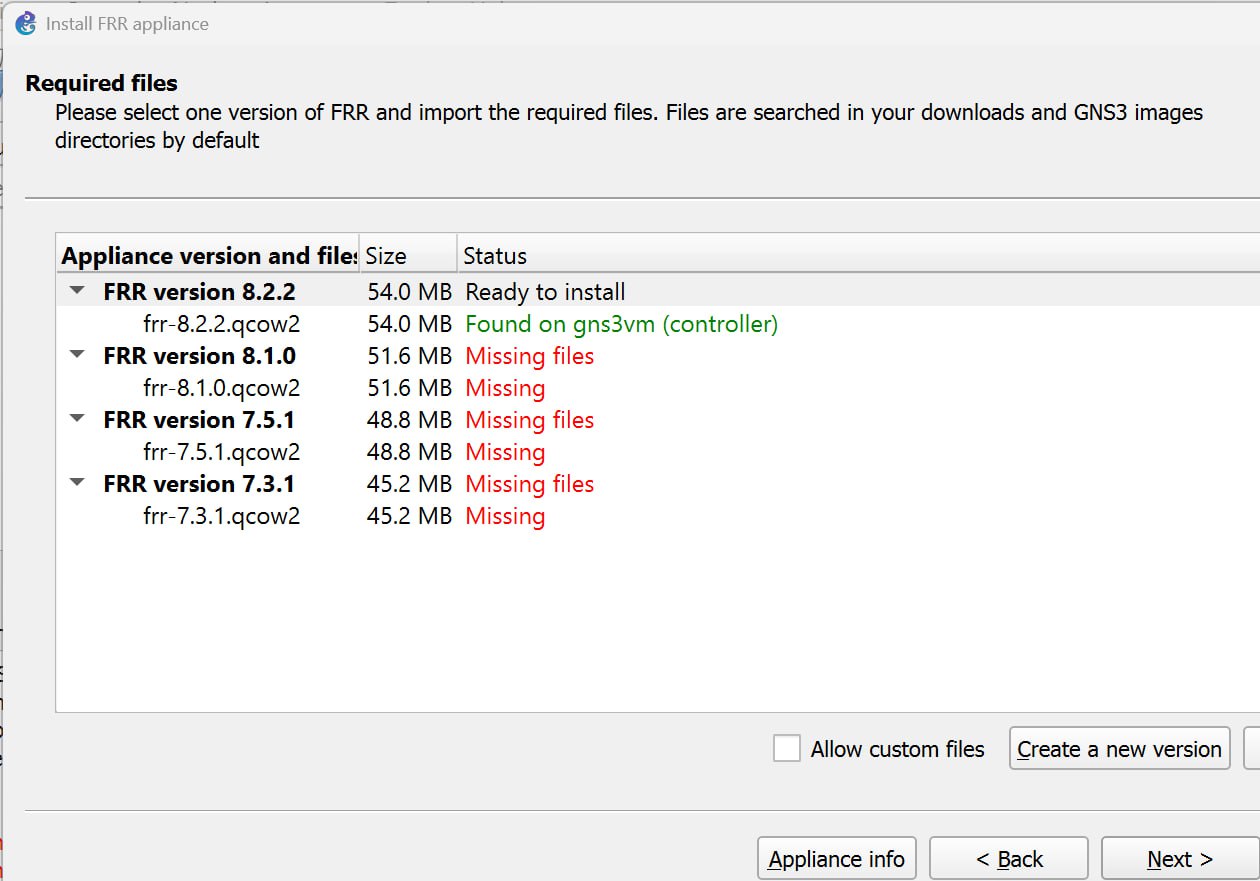 Install FRR appliance
Required files
Please select one version of FRR and import the required files. Files are searched in your downloads and GNS3 images
directories by default
Appliance version and files Size Status
FRR version 8.2.2 54.0 MB Ready to install
frr-8.2.2.qcow2 54.0 MB Found on gns3vm (controller)
FRR version 8.1.0 51.6 MB Missing files
frr-8.1.0.qcow2 51.6 MB Missing
FRR version 7.5.1 48.8 MB Missing files
frr-7.5.1.qcow2 48.8 MB Missing
FRR version 7.3.1 45.2 MB Missing files
frr-7.3.1.qcow2 45.2 MB Missing
Allow custom files Create a new version
Appliance info < Back Next >